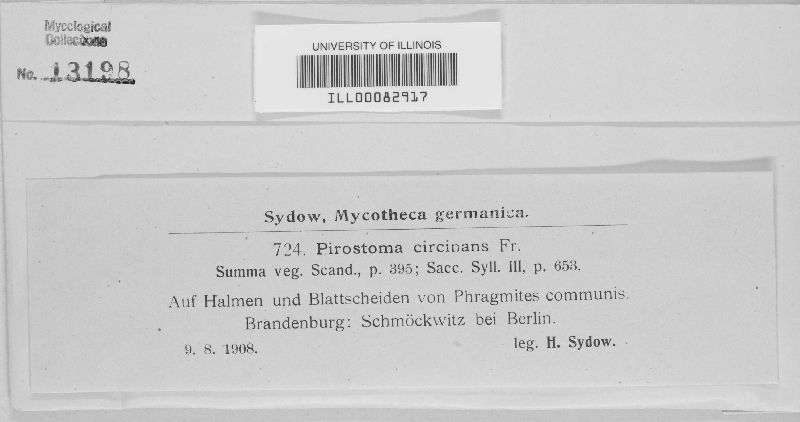 Mycological
Collections
No. 13198
UNIVERSITY OF ILLINOIS
ILL00082917
Sydow, Mycotheca germanica.
724. Pirostoma circinans Fr.
Summa veg. Scand., p. 395; Sacc. Syll. III, p. 653.
Auf Halmen und Blattscheiden von Phragmites communis.
Brandenburg: Schmöckwitz bei Berlin.
9. 8. 1908. leg. H. Sydow.